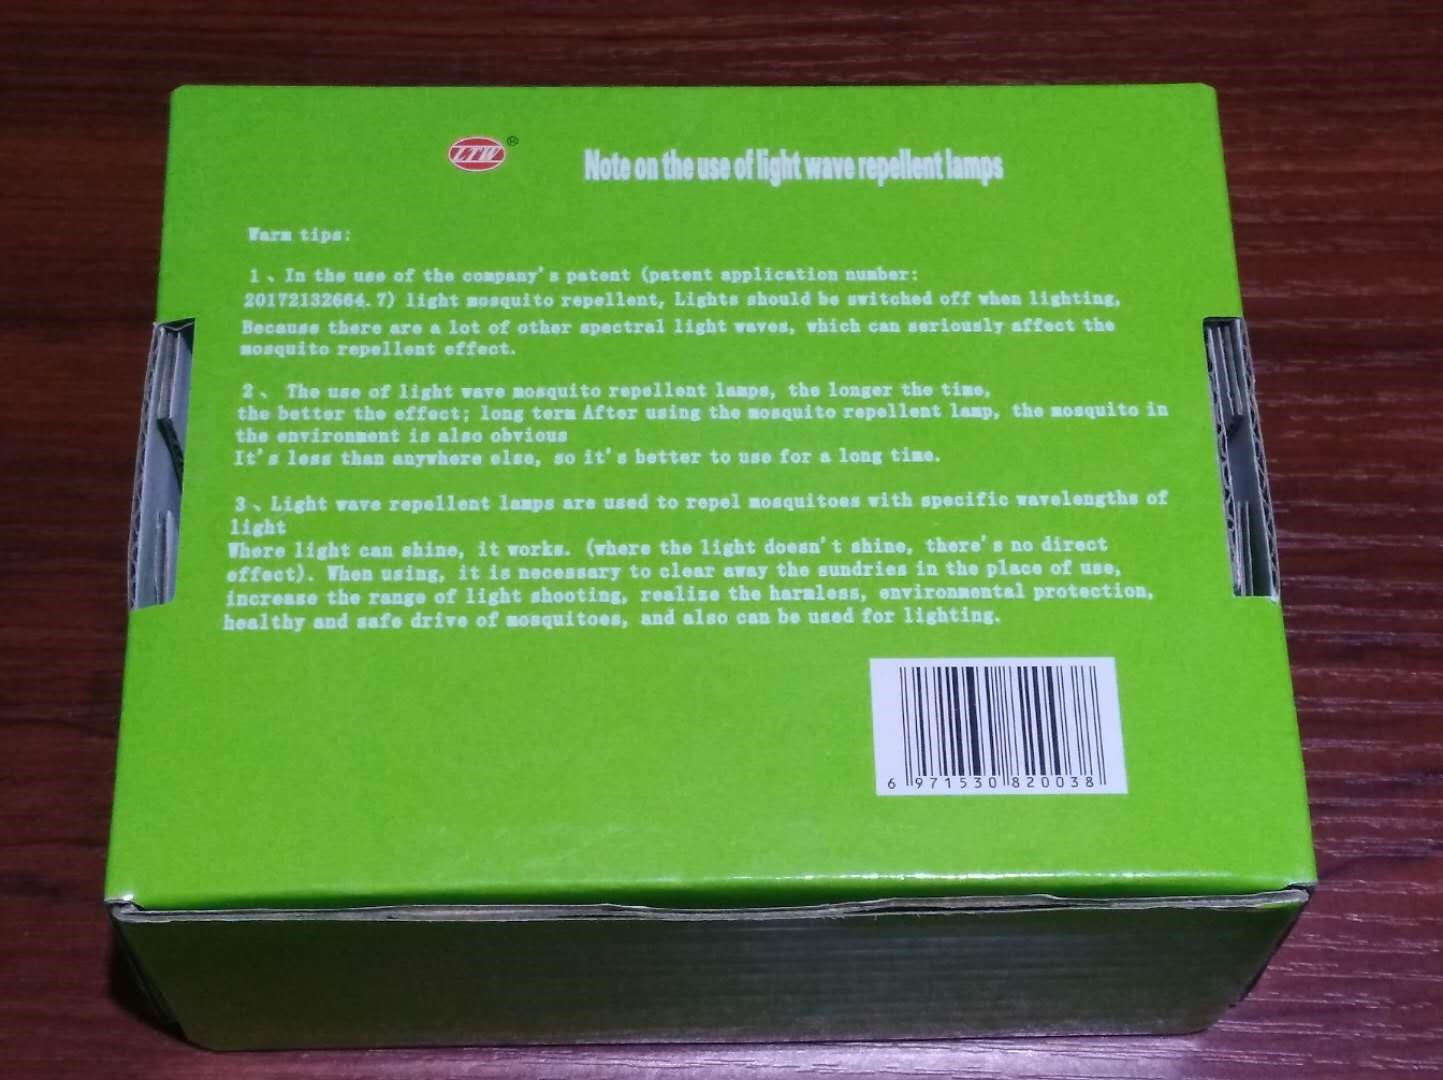 LTW®
Note on the use of light wave repellent lamps
Warm tips:
1、In the use of the company's patent (patent application number:
20172132664.7) light mosquito repellent, Lights should be switched off when lighting,
Because there are a lot of other spectral light waves, which can seriously affect the
mosquito repellent effect.
2、 The use of light wave mosquito repellent lamps, the longer the time,
the better the effect; long term After using the mosquito repellent lamp, the mosquito in
the environment is also obvious
It's less than anywhere else, so it's better to use for a long time.
3、Light wave repellent lamps are used to repel mosquitoes with specific wavelengths of
light
Where light can shine, it works. (where the light doesn't shine, there's no direct
effect). When using, it is necessary to clear away the sundries in the place of use,
increase the range of light shooting, realize the harmless, environmental protection,
healthy and safe drive of mosquitoes, and also can be used for lighting.
6 971530 820038